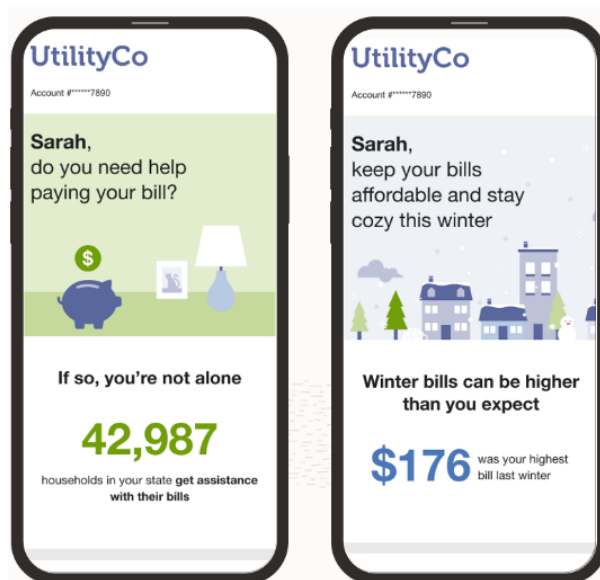 UtilityCo
Account #******7890
Sarah,
do you need help
paying your bill?
$
If so, you're not alone
42,987
households in your state get assistance
with their bills
UtilityCo
Account #******7890
Sarah,
keep your bills
affordable and stay
cozy this winter
Winter bills can be higher
than you expect
$176
was your highest
bill last winter